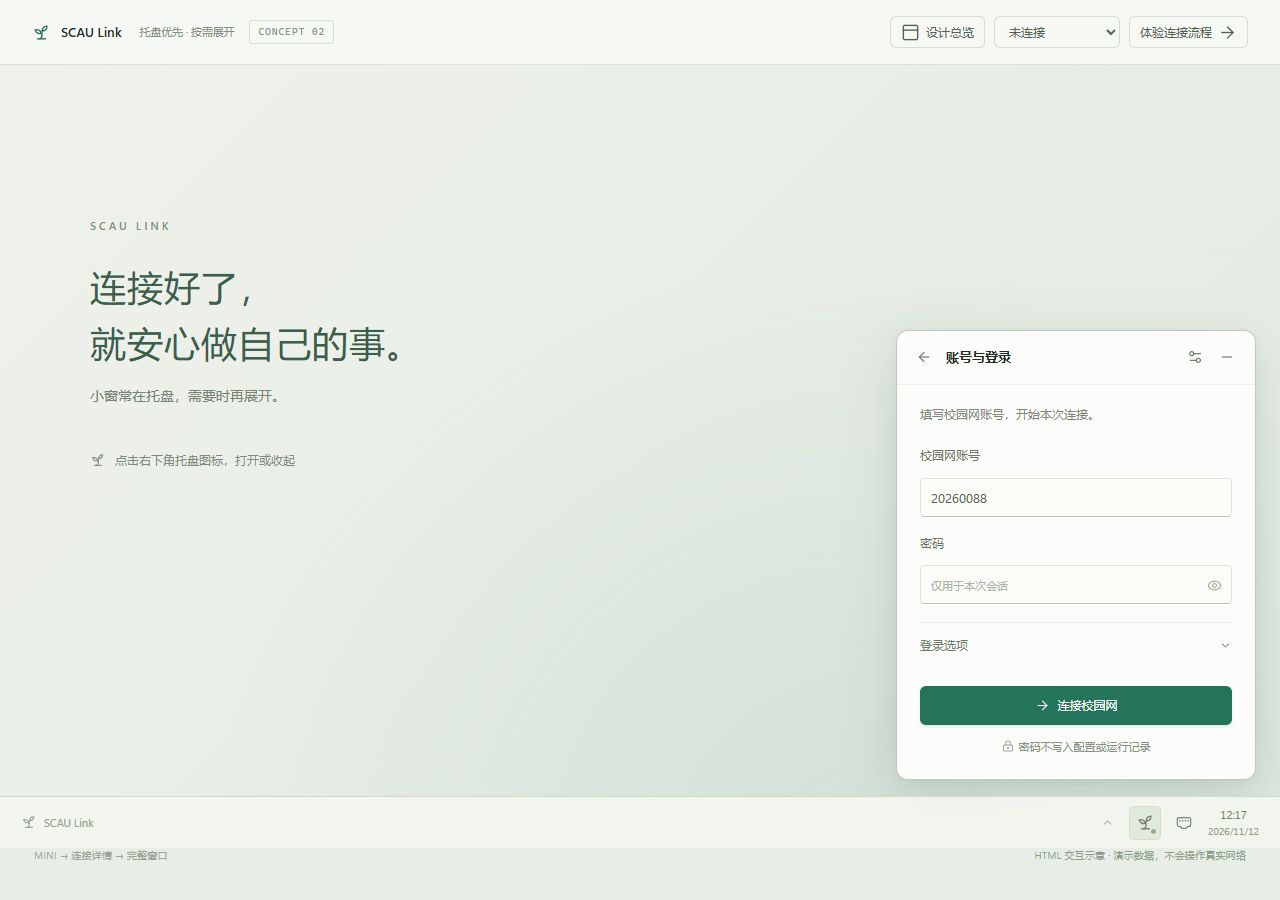 SCAU Link
托盘优先 · 按需展开
CONCEPT 02
设计总览
未连接
体验连接流程
SCAU LINK
连接好了，
就安心做自己的事。
小窗常在托盘，需要时再展开。
点击右下角托盘图标，打开或收起
账号与登录
填写校园网账号，开始本次连接。
校园网账号
20260088
密码
仅用于本次会话
登录选项
连接校园网
密码不写入配置或运行记录
SCAU Link
12:17
2026/11/12
MINI → 连接详情 → 完整窗口
HTML 交互示意 · 演示数据，不会操作真实网络